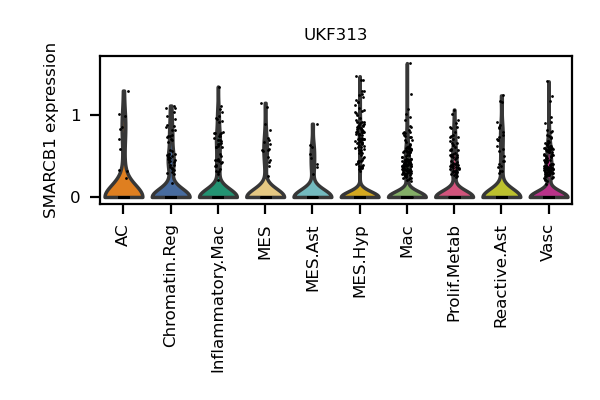 UKF313
SMARCB1 expression
1
0
AC
Chromatin.Reg
Inflammatory.Mac
MES
MES.Ast
MES.Hyp
Mac
Prolif.Metab
Reactive.Ast
Vasc